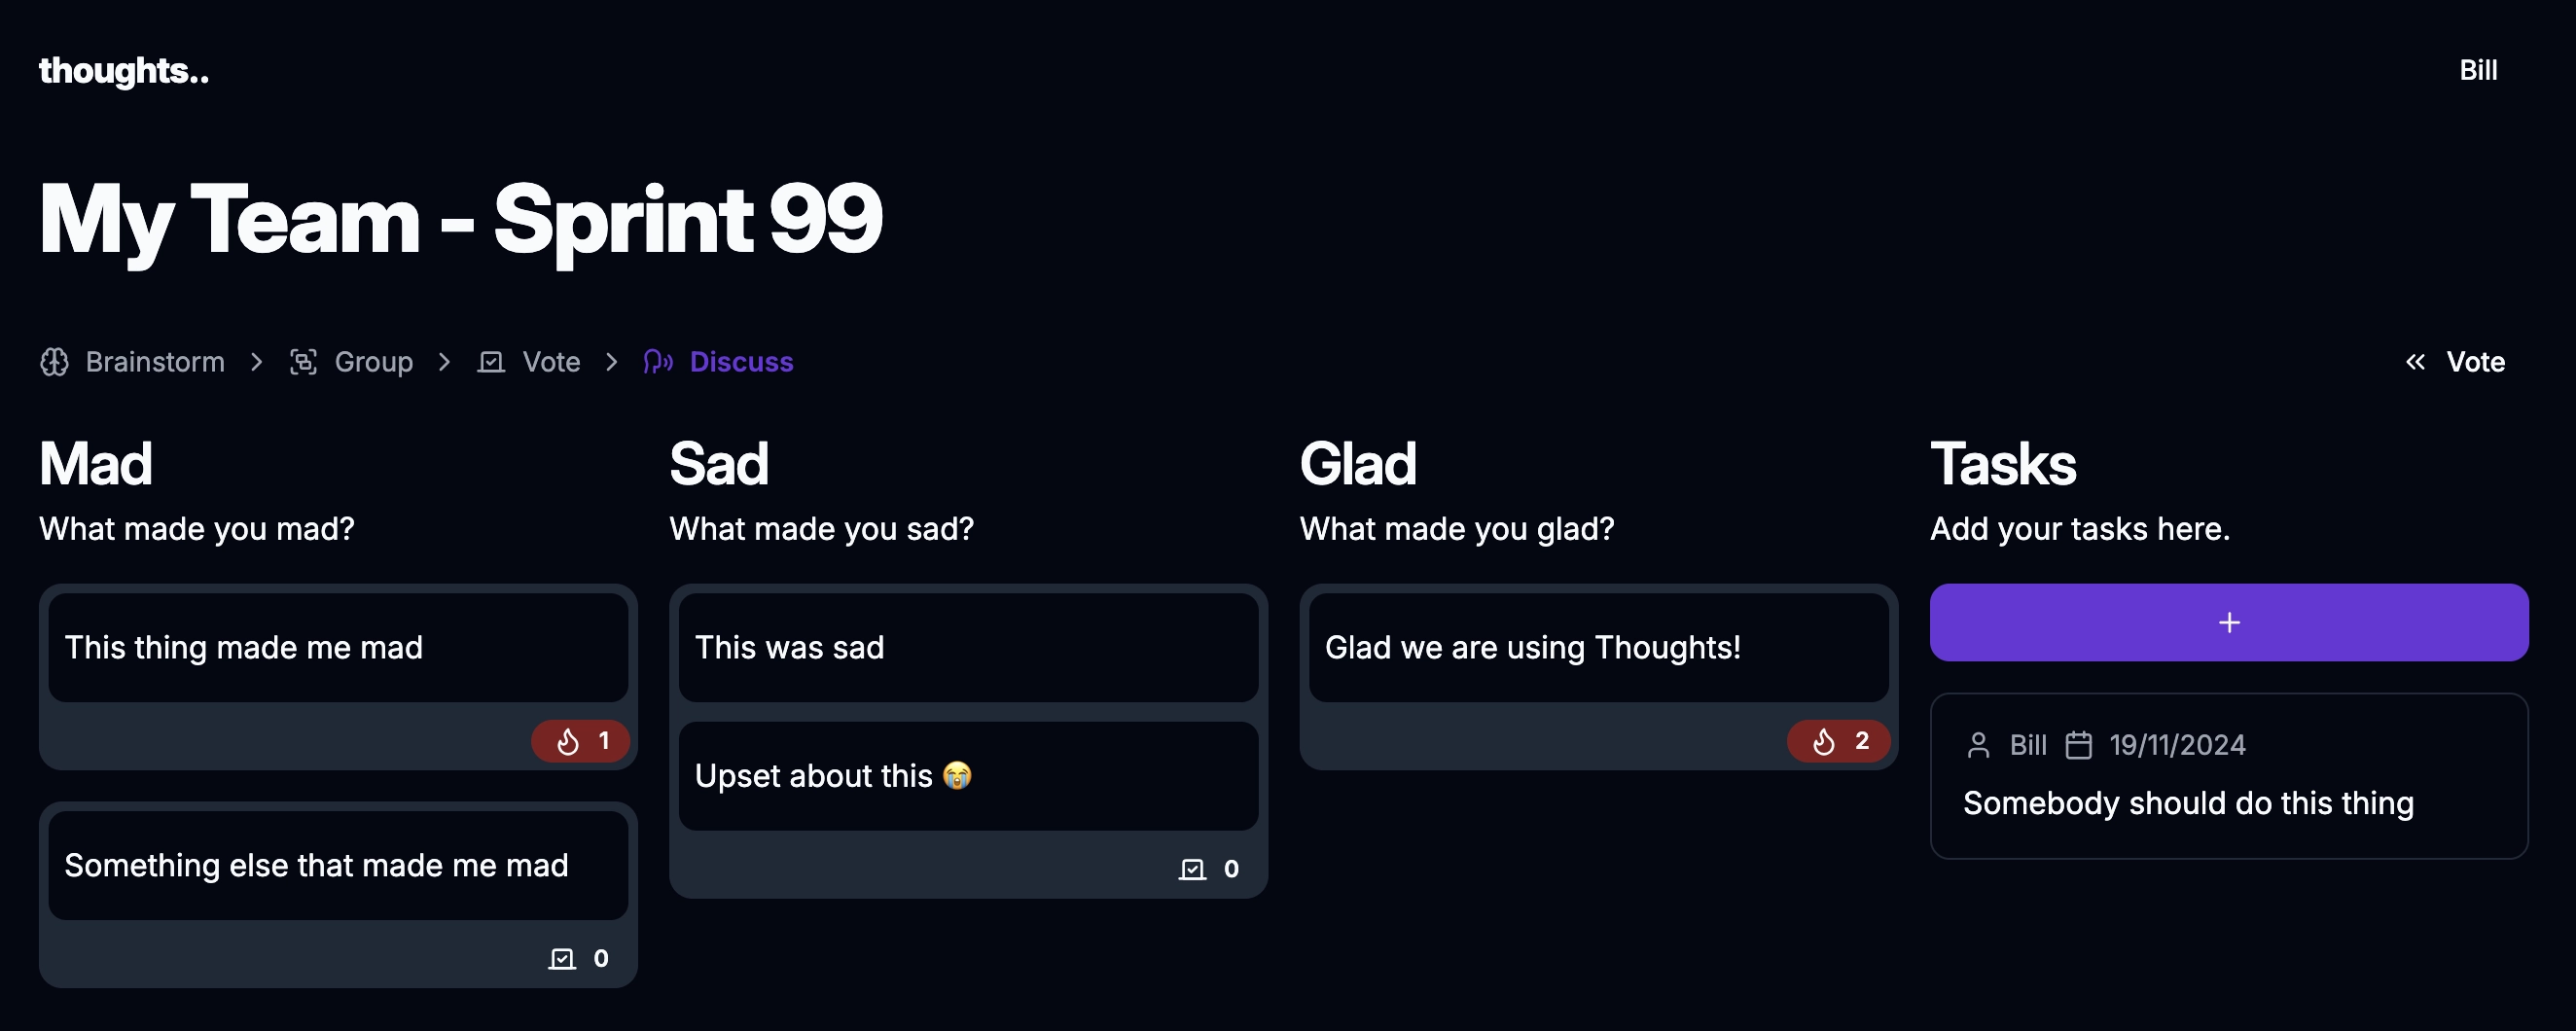 thoughts..
Bill
My Team - Sprint 99
Brainstorm > Group > Vote > Discuss
« Vote
Mad
What made you mad?
This thing made me mad
1
Something else that made me mad
0
Sad
What made you sad?
This was sad
Upset about this 😭
0
Glad
What made you glad?
Glad we are using Thoughts!
2
Tasks
Add your tasks here.
+
Bill 19/11/2024
Somebody should do this thing